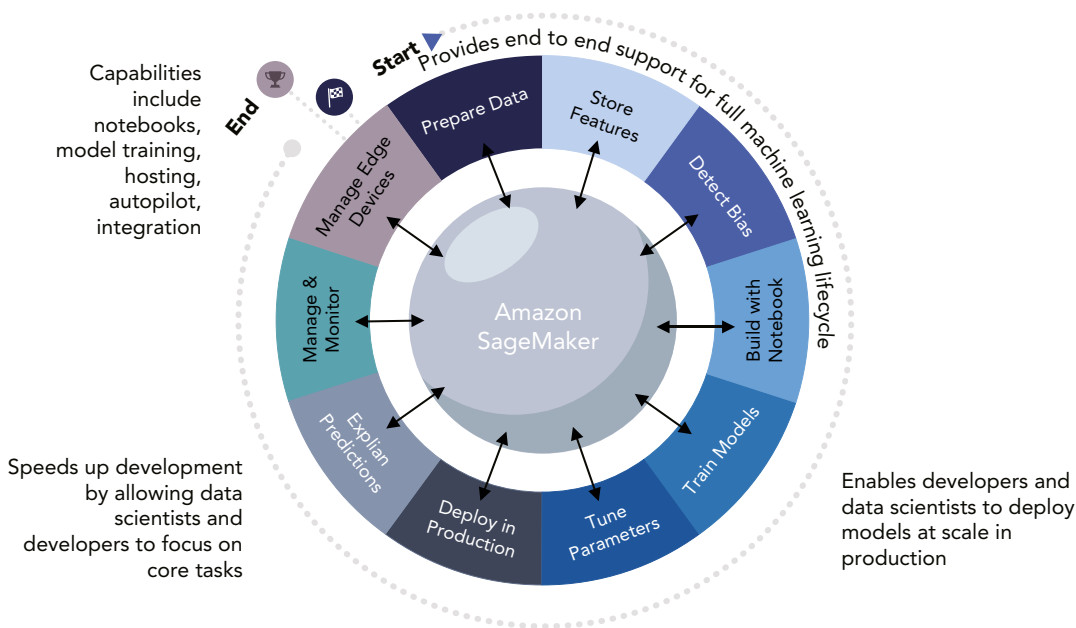 Start
Provides end to end support for full machine learning lifecycle
End
Capabilities
include
notebooks,
model training,
hosting,
autopilot,
integration
Prepare Data
Store
Features
Detect Bias
Build with
Notebook
Train Models
Tune
Parameters
Deploy in
Production
Explian
Predictions
Manage &
Monitor
Manage Edge
Devices
Amazon
SageMaker
Speeds up development
by allowing data
scientists and
developers to focus on
core tasks
Enables developers and
data scientists to deploy
models at scale in
production